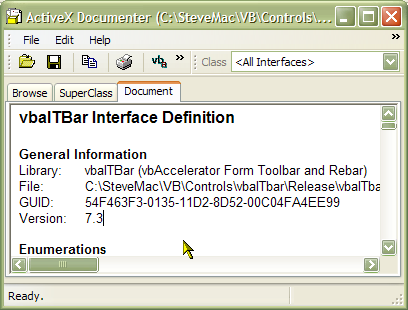 ActiveX Documenter (C:\SteveMac\VB\Controls\...
File Edit Help »
vba » Class <All Interfaces>
Browse SuperClass Document
vbalTBar Interface Definition
General Information
Library: vbalTBar (vbAccelerator Form Toolbar and Rebar)
File: C:\SteveMac\VB\Controls\vbalTbar\Release\vbalTba
GUID: 54F463F3-0135-11D2-8D52-00C04FA4EE99
Version: 7.3
Enumerations
Ready.